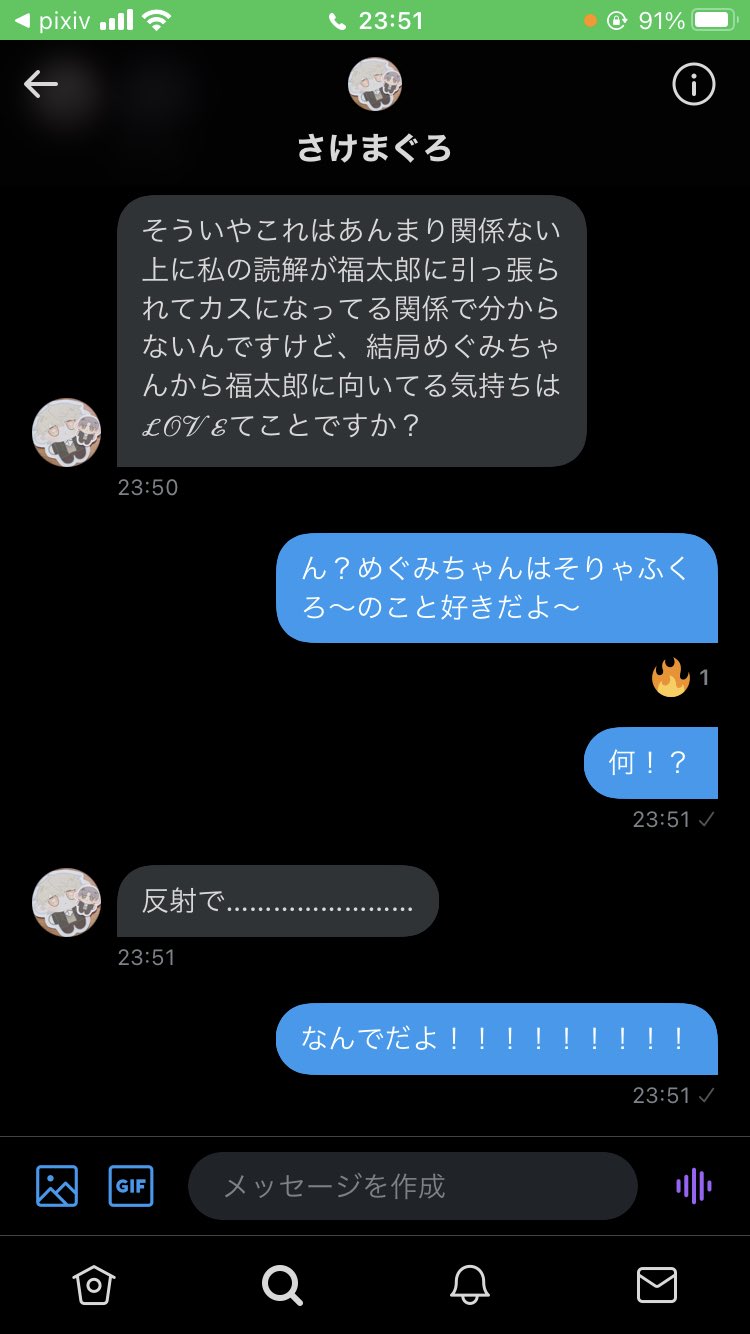 ◀ pixiv 23:51 91%
さけまぐろ
そういやこれはあんまり関係ない
上に私の読解が福太郎に引っ張ら
れてカスになってる関係で分から
ないんですけど、結局めぐみちゃ
んから福太郎に向いてる気持ちは
𝓛𝓞𝓥𝓔てことですか？
23:50
ん？めぐみちゃんはそりゃふく
ろ〜のこと好きだよ〜
🔥 1
何！？
23:51 ✓
反射で……………………
23:51
なんでだよ！！！！！！！！！
23:51 ✓
GIF
メッセージを作成